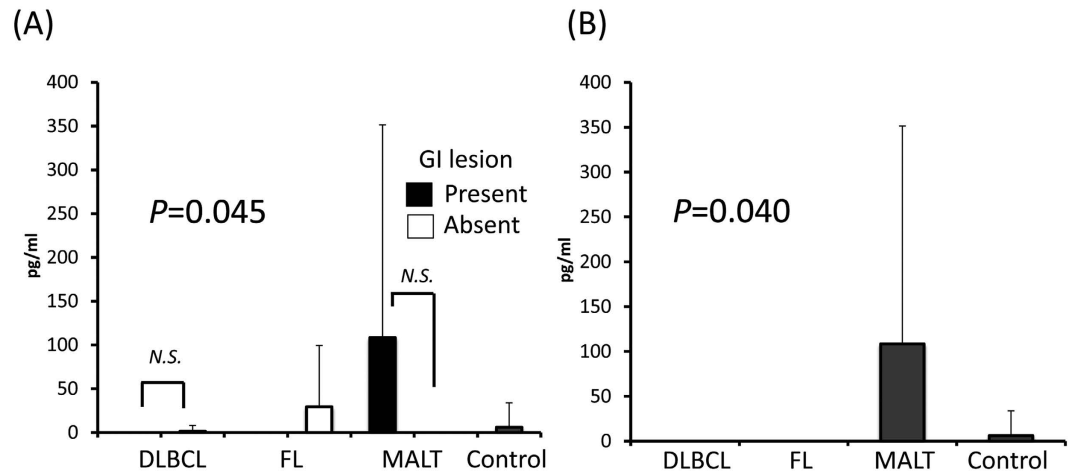 (A)
400
350
300
250
200
150
100
50
0
pg/ml
P=0.045
GI lesion
Present
Absent
N.S.
N.S.
DLBCL FL MALT Control
(B)
400
350
300
250
200
150
100
50
0
pg/ml
P=0.040
DLBCL FL MALT Control